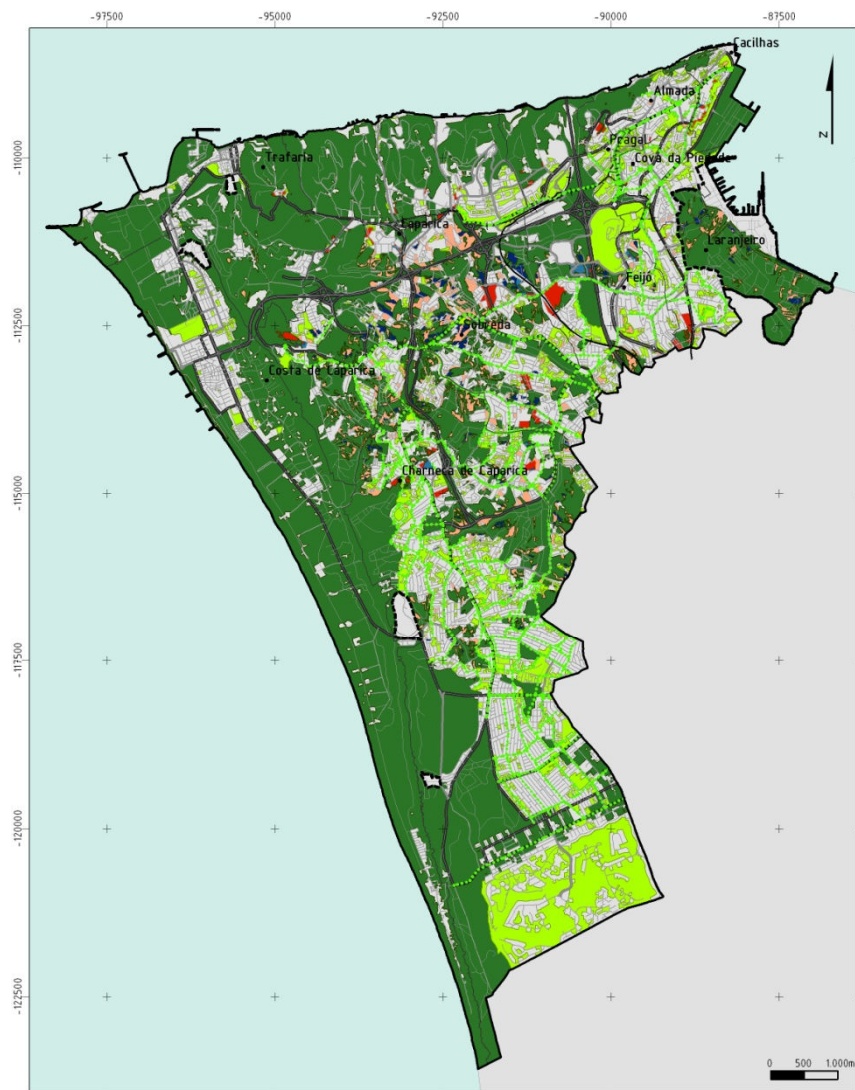 -97500
-95000
-92500
-90000
-87500
Cacilhas
Almada
N
-110000
Trafaria
Pragal
Cova da Piedade
Caparica
Laranjeiro
Feijó
-112500
Sobreda
Costa de Caparica
Charneca de Caparica
-115000
-117500
-120000
-122500
0 500 1.000m